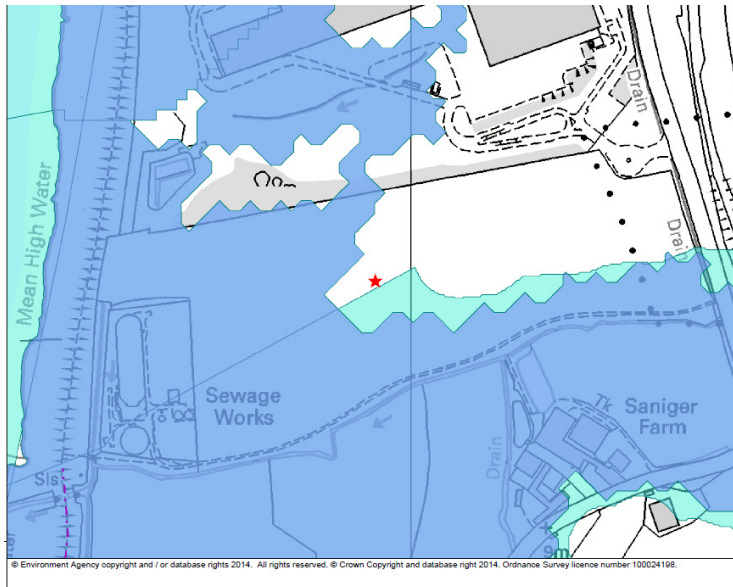 Drain
Mean High Water
Drain
Sewage
Works
Tk
Saniger
Farm
Drain
Sls
9m
© Environment Agency copyright and / or database rights 2014. All rights reserved. © Crown Copyright and database right 2014. Ordnance Survey licence number 100024198.